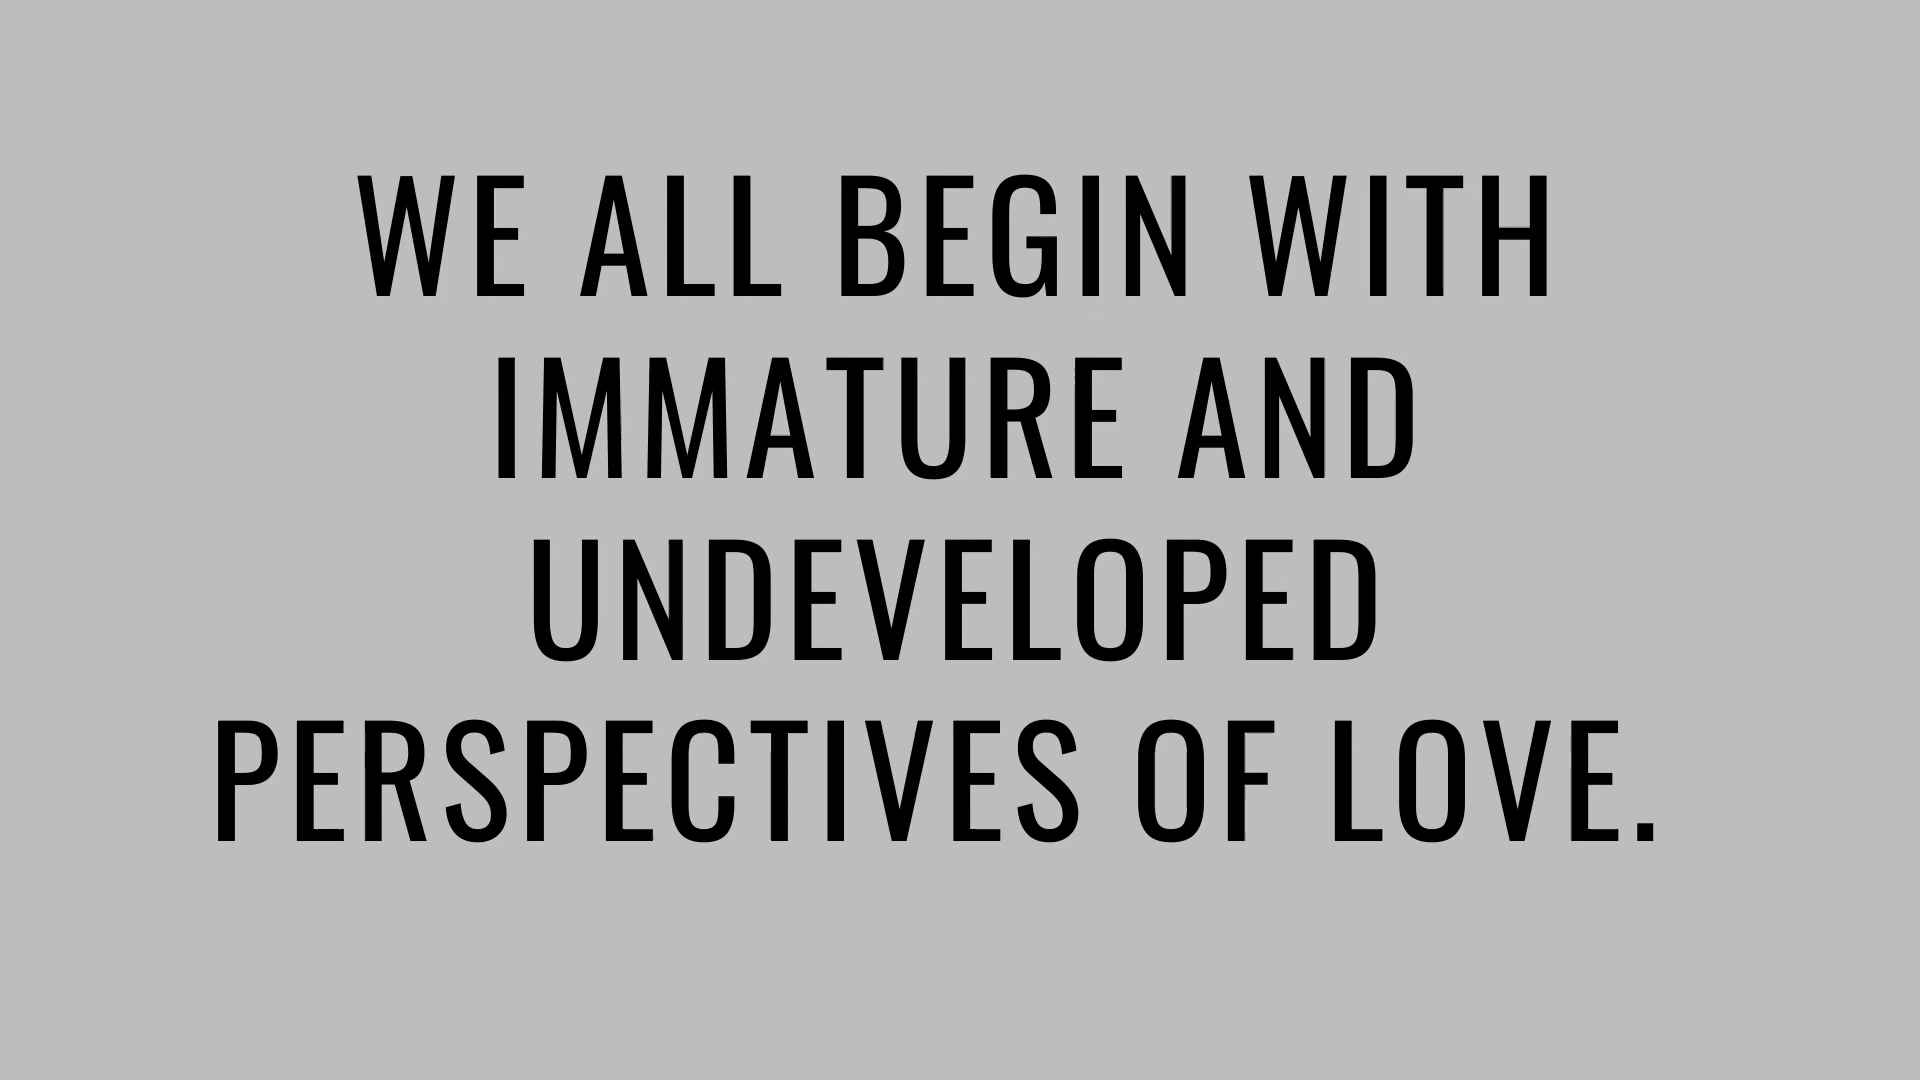 WE ALL BEGIN WITH
IMMATURE AND
UNDEVELOPED
PERSPECTIVES OF LOVE.